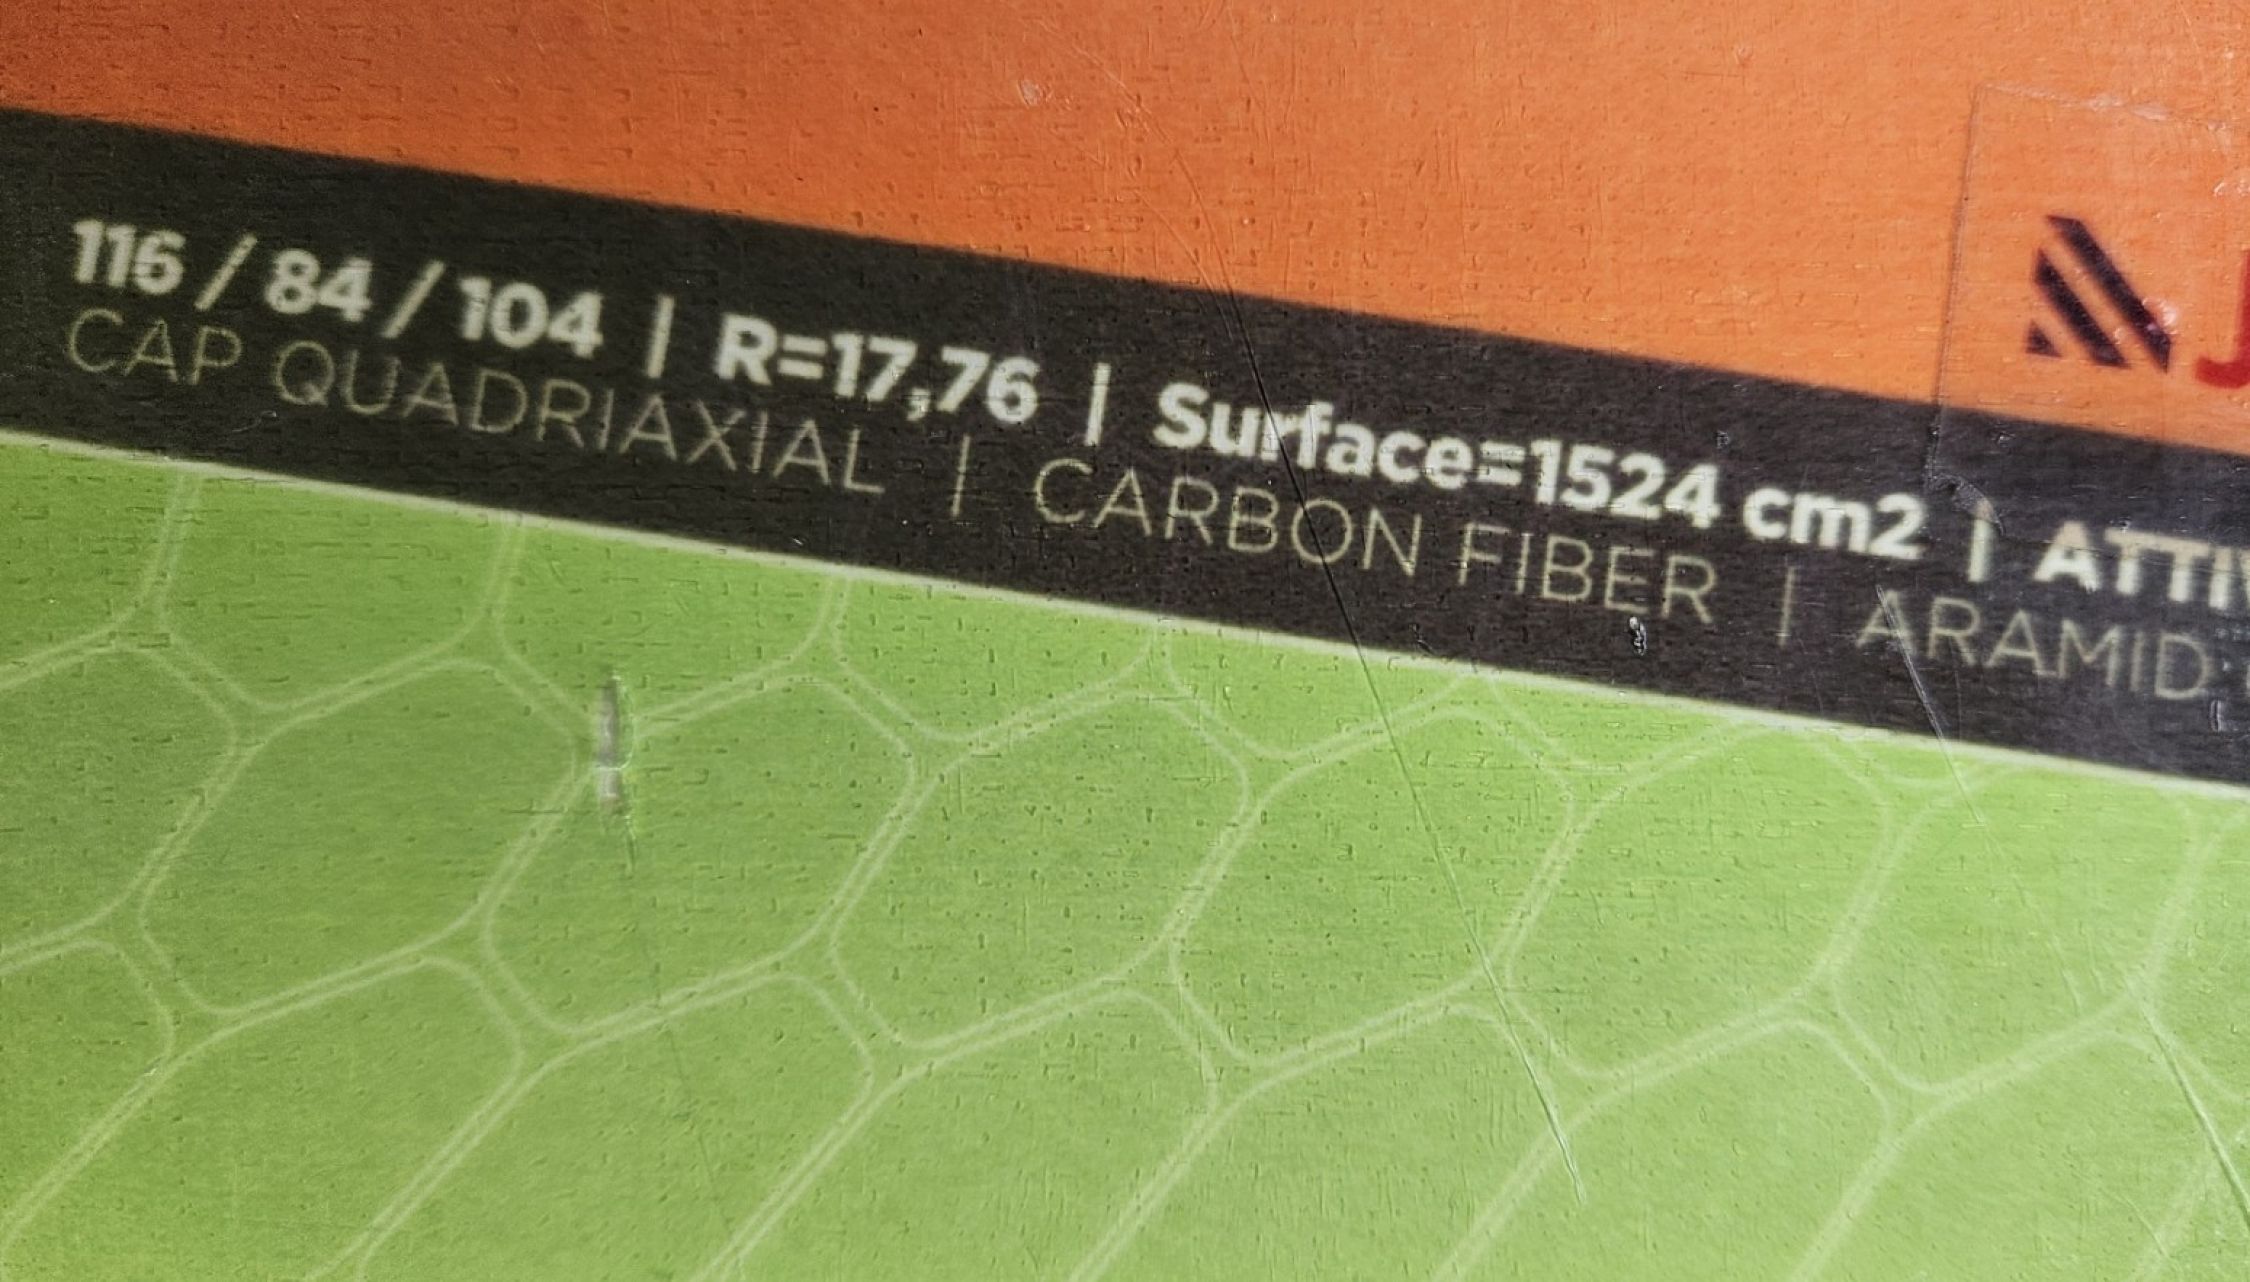 116 / 84 / 104 | R=17,76 | Surface=1524 cm2 |
CAP QUADRIAXIAL | CARBON FIBER | ARAMID